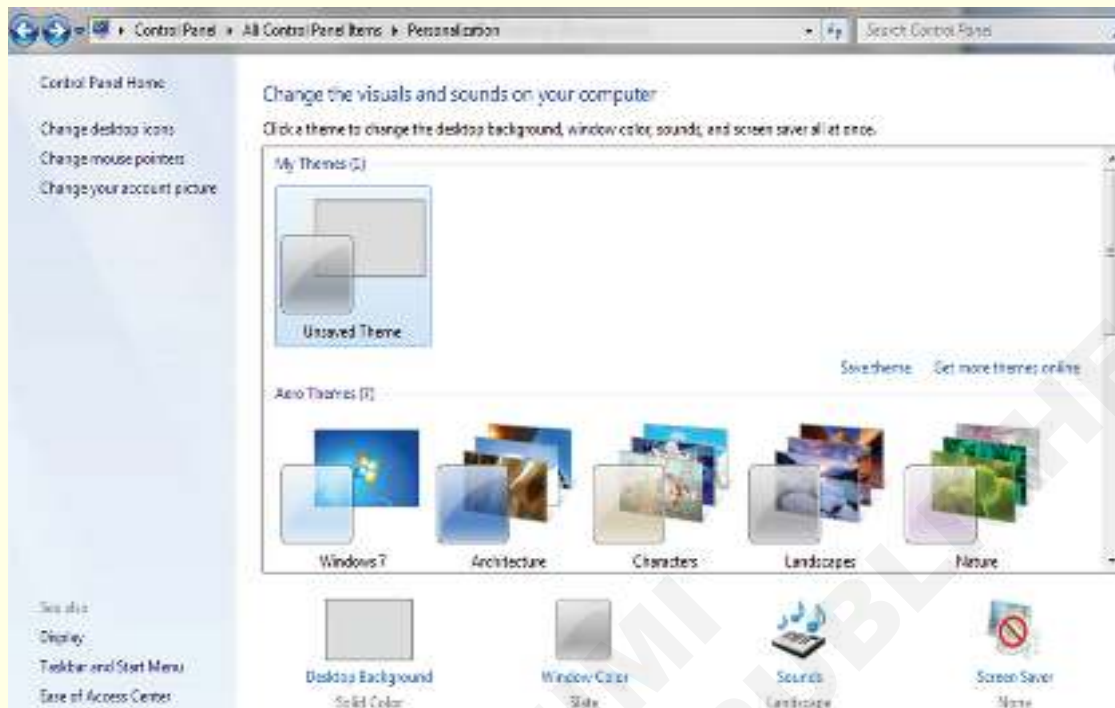 Control Panel ▸ All Control Panel Items ▸ Personalization
Search Control Panel
Control Panel Home
Change desktop icons
Change mouse pointers
Change your account picture
Change the visuals and sounds on your computer
Click a theme to change the desktop background, window color, sounds, and screen saver all at once.
My Themes (1)
Unsaved Theme
Save theme Get more themes online
Aero Themes (7)
Windows 7 Architecture Characters Landscapes Nature
See also
Display
Taskbar and Start Menu
Ease of Access Center
Desktop Background
Solid Color
Window Color
Slate
Sounds
Landscape
Screen Saver
None